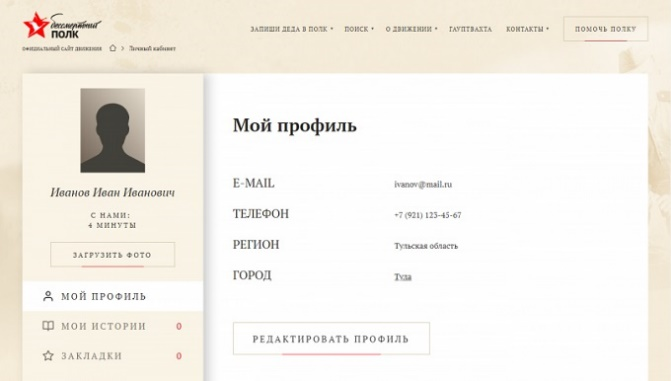 бессмертный
ПОЛК
ЗАПИШИ ДЕДА В ПОЛК
ПОИСК
О ДВИЖЕНИИ
ГАУПТВАХТА
КОНТАКТЫ
ПОМОЧЬ ПОЛКУ
ОФИЦИАЛЬНЫЙ САЙТ ДВИЖЕНИЯ
Личный кабинет
Иванов Иван Иванович
С НАМИ:
4 МИНУТЫ
ЗАГРУЗИТЬ ФОТО
МОЙ ПРОФИЛЬ
МОИ ИСТОРИИ 0
ЗАКЛАДКИ 0
Мой профиль
E-MAIL ivanov@mail.ru
ТЕЛЕФОН +7 (921) 123-45-67
РЕГИОН Тульская область
ГОРОД Тула
РЕДАКТИРОВАТЬ ПРОФИЛЬ